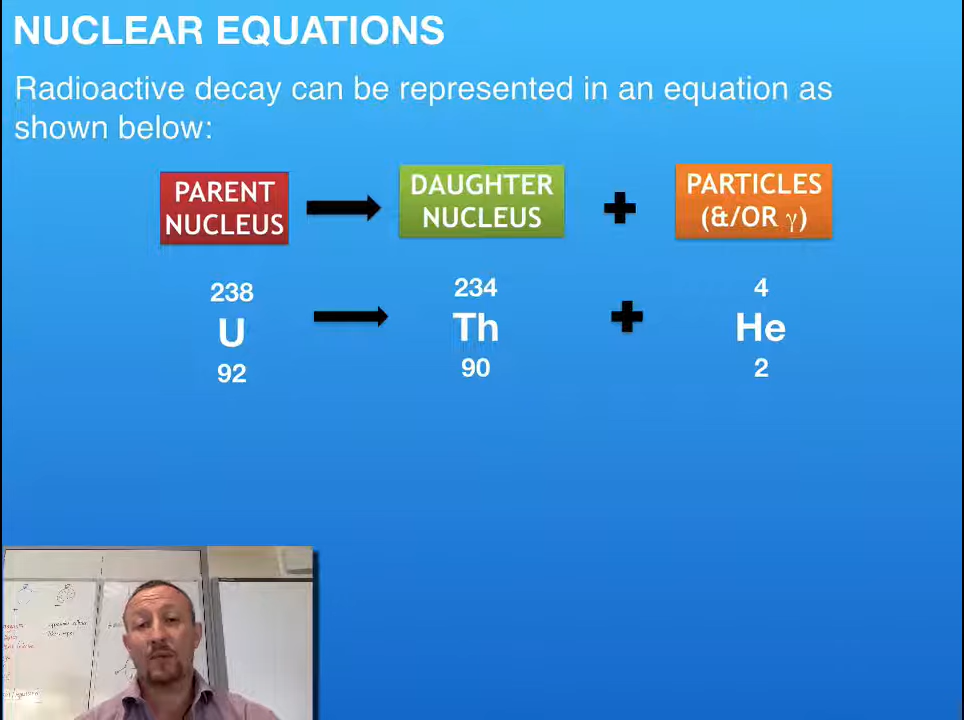 NUCLEAR EQUATIONS
Radioactive decay can be represented in an equation as
shown below:
PARENT
NUCLEUS
DAUGHTER
NUCLEUS
PARTICLES
(&/OR γ)
238
U
92
234
Th
90
4
He
2